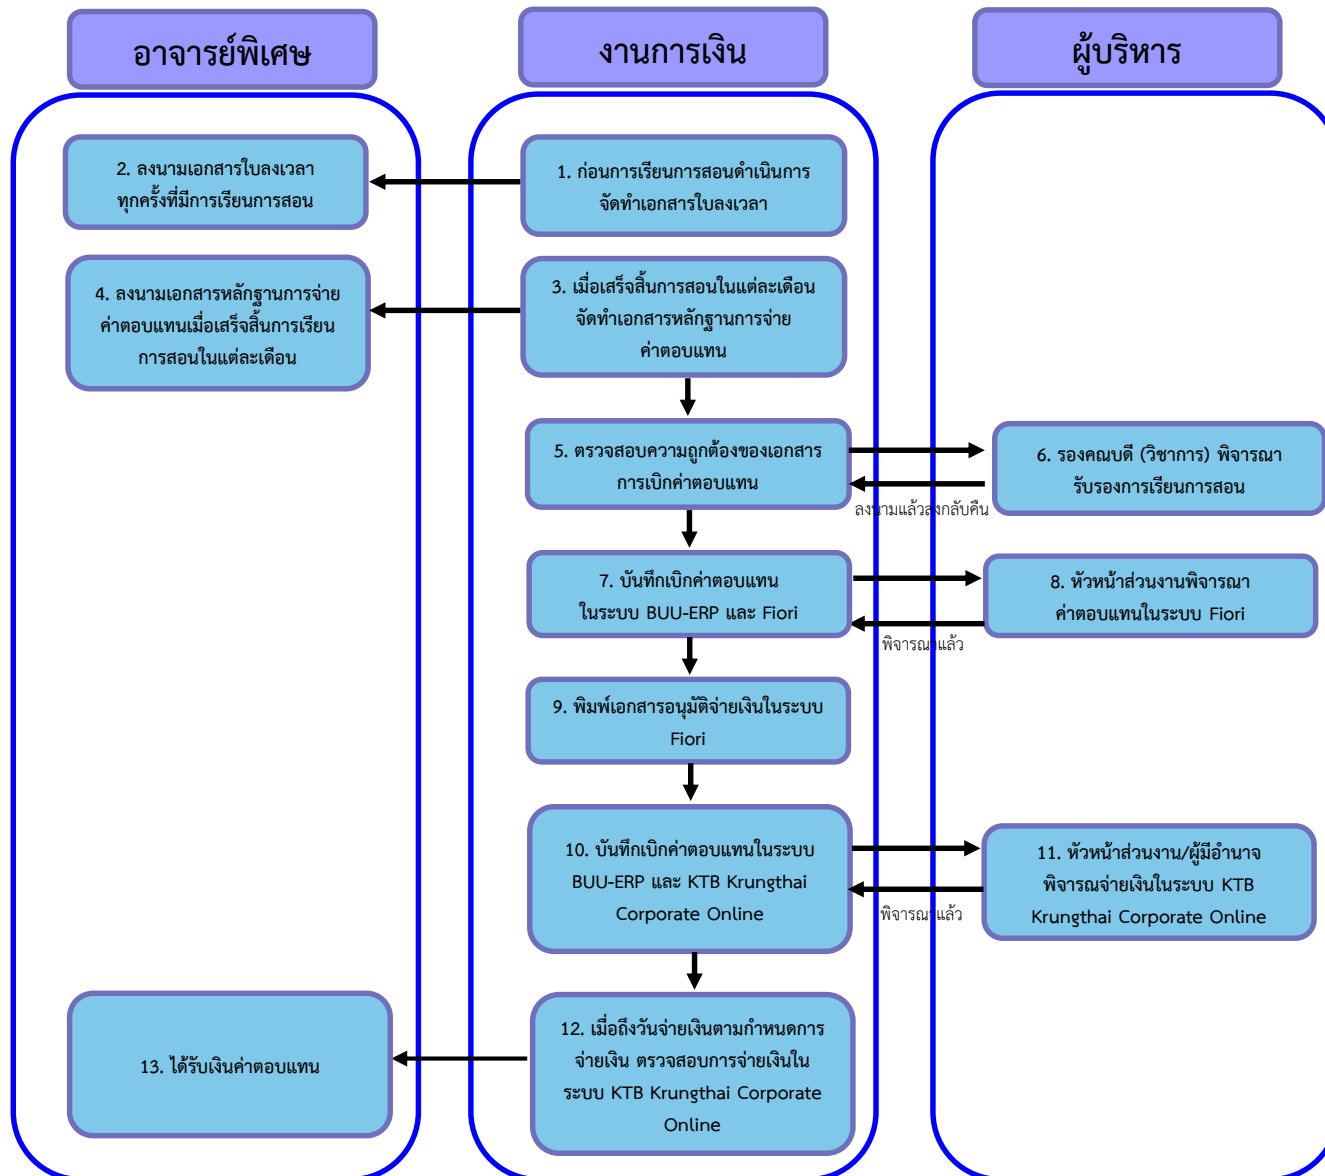 อาจารย์พิเศษ
งานการเงิน
ผู้บริหาร
1. ก่อนการเรียนการสอนดำเนินการ
จัดทำเอกสารใบลงเวลา
2. ลงนามเอกสารใบลงเวลา
ทุกครั้งที่มีการเรียนการสอน
3. เมื่อเสร็จสิ้นการสอนในแต่ละเดือน
จัดทำเอกสารหลักฐานการจ่าย
ค่าตอบแทน
4. ลงนามเอกสารหลักฐานการจ่าย
ค่าตอบแทนเมื่อเสร็จสิ้นการเรียน
การสอนในแต่ละเดือน
5. ตรวจสอบความถูกต้องของเอกสาร
การเบิกค่าตอบแทน
6. รองคณบดี (วิชาการ) พิจารณา
รับรองการเรียนการสอน
ลงนามแล้วส่งกลับคืน
7. บันทึกเบิกค่าตอบแทน
ในระบบ BUU-ERP และ Fiori
8. หัวหน้าส่วนงานพิจารณา
ค่าตอบแทนในระบบ Fiori
พิจารณาแล้ว
9. พิมพ์เอกสารอนุมัติจ่ายเงินในระบบ
Fiori
10. บันทึกเบิกค่าตอบแทนในระบบ
BUU-ERP และ KTB Krungthai
Corporate Online
11. หัวหน้าส่วนงาน/ผู้มีอำนาจ
พิจารณจ่ายเงินในระบบ KTB
Krungthai Corporate Online
พิจารณาแล้ว
12. เมื่อถึงวันจ่ายเงินตามกำหนดการ
จ่ายเงิน ตรวจสอบการจ่ายเงินใน
ระบบ KTB Krungthai Corporate
Online
13. ได้รับเงินค่าตอบแทน